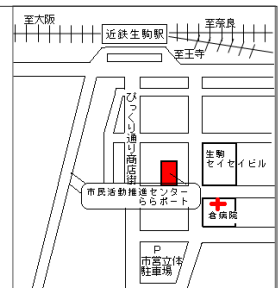 至大阪
至奈良
近鉄生駒駅
至王寺
びっくり通り商店街
生駒
セイセイビル
市民活動推進センター
ららポート
倉病院
P
市営立体
駐車場